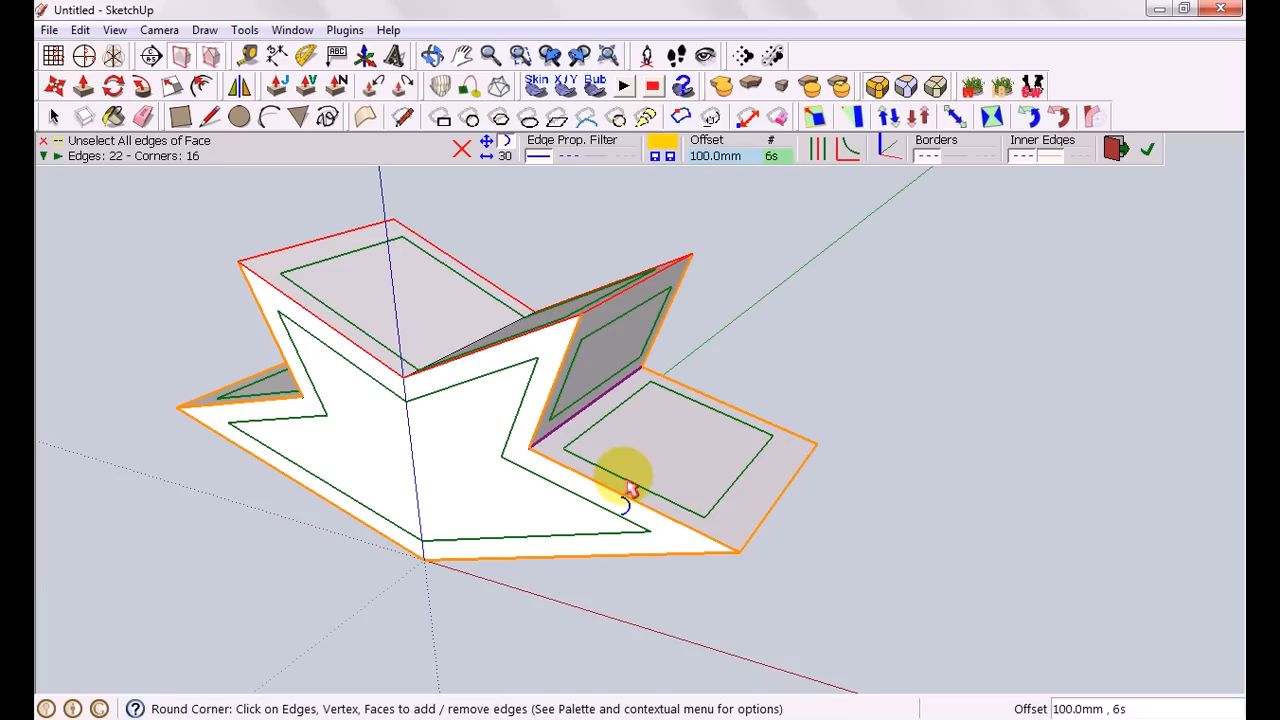 Untitled - SketchUp
File Edit View Camera Draw Tools Window Plugins Help
ABC
J V N Skin X/Y Bub
Unselect All edges of Face
Edges: 22 - Corners: 16
30
Edge Prop. Filter
Offset #
100.0mm 6s
Borders
Inner Edges
Round Corner: Click on Edges, Vertex, Faces to add / remove edges (See Palette and contextual menu for options)
Offset 100.0mm , 6s